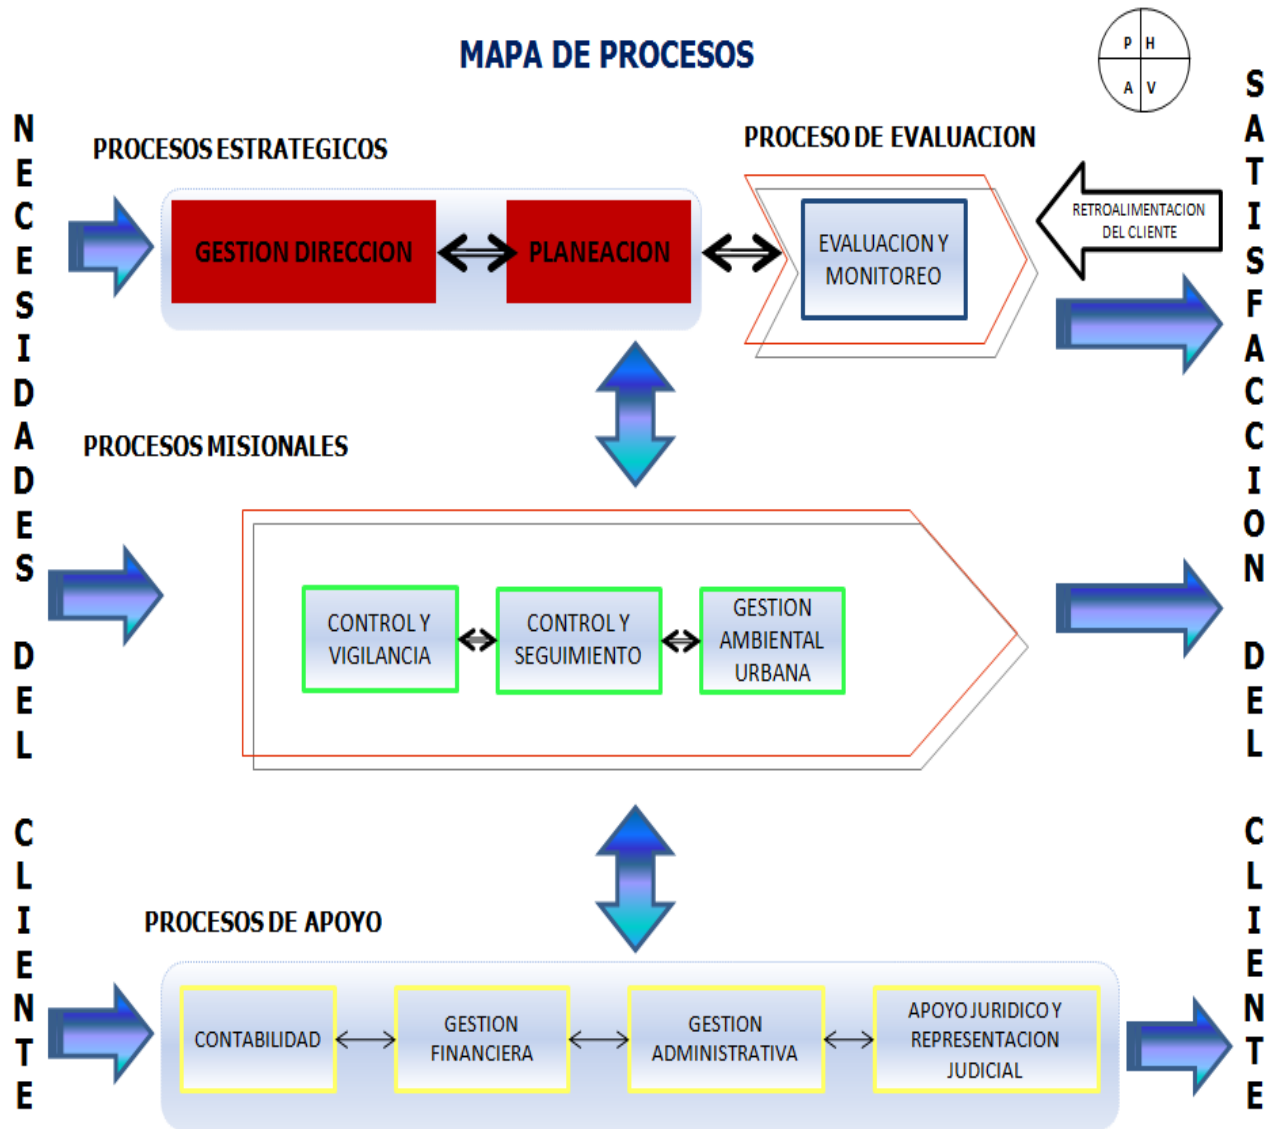 MAPA DE PROCESOS
P H
A V
NECESIDADES DEL CLIENTE
PROCESOS ESTRATEGICOS
GESTION DIRECCION
PLANEACION
PROCESO DE EVALUACION
EVALUACION Y
MONITOREO
RETROALIMENTACION
DEL CLIENTE
PROCESOS MISIONALES
CONTROL Y
VIGILANCIA
CONTROL Y
SEGUIMIENTO
GESTION
AMBIENTAL
URBANA
PROCESOS DE APOYO
CONTABILIDAD
GESTION
FINANCIERA
GESTION
ADMINISTRATIVA
APOYO JURIDICO Y
REPRESENTACION
JUDICIAL
SATISFACCION DEL CLIENTE